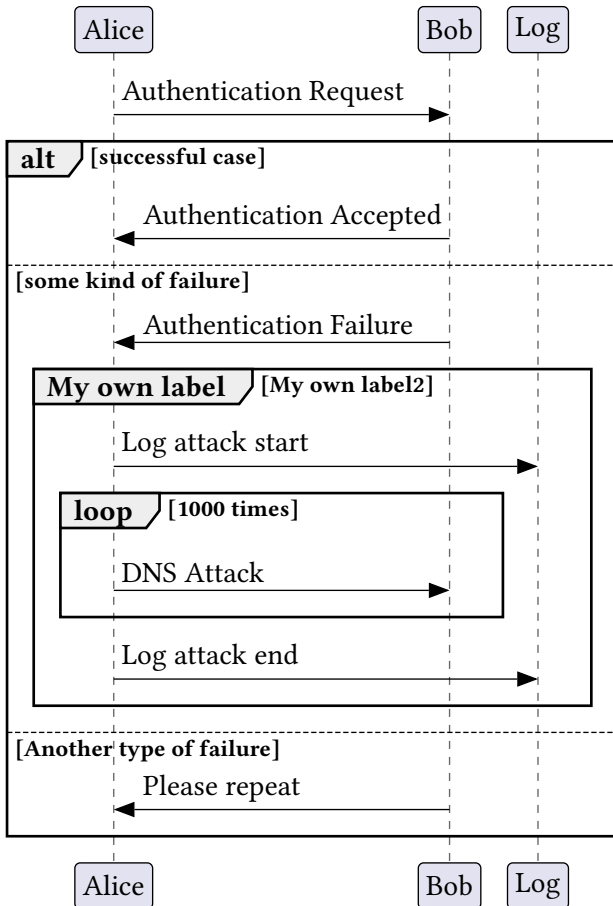 Alice Bob Log
Authentication Request
alt [successful case]
Authentication Accepted
[some kind of failure]
Authentication Failure
My own label [My own label2]
Log attack start
loop [1000 times]
DNS Attack
Log attack end
[Another type of failure]
Please repeat
Alice Bob Log